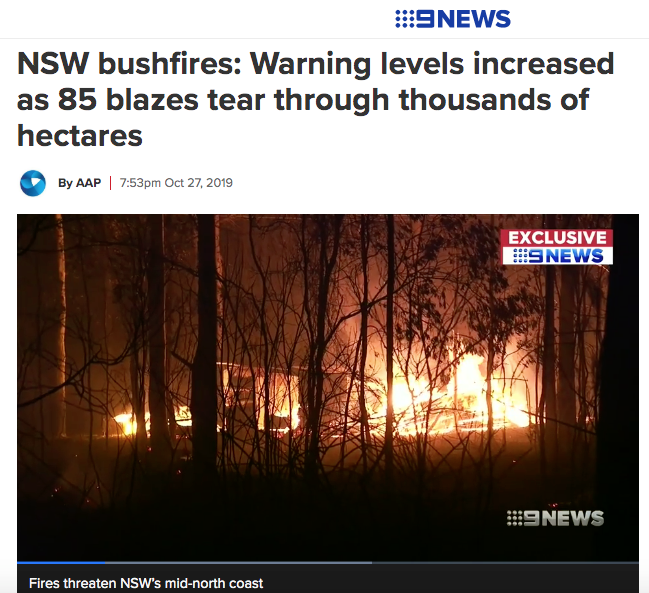 9NEWS
NSW bushfires: Warning levels increased
as 85 blazes tear through thousands of
hectares
By AAP | 7:53pm Oct 27, 2019
EXCLUSIVE
9NEWS
9NEWS
Fires threaten NSW's mid-north coast